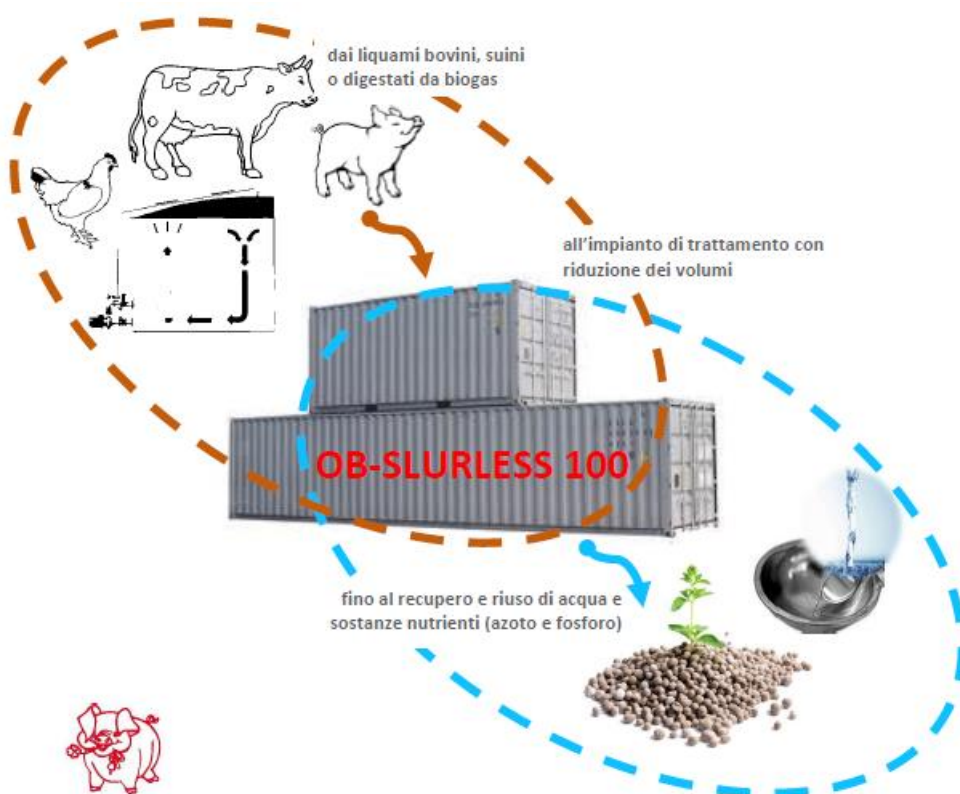 dai liquami bovini, suini
o digestati da biogas
all'impianto di trattamento con
riduzione dei volumi
OB-SLURLESS 100
fino al recupero e riuso di acqua e
sostanze nutrienti (azoto e fosforo)